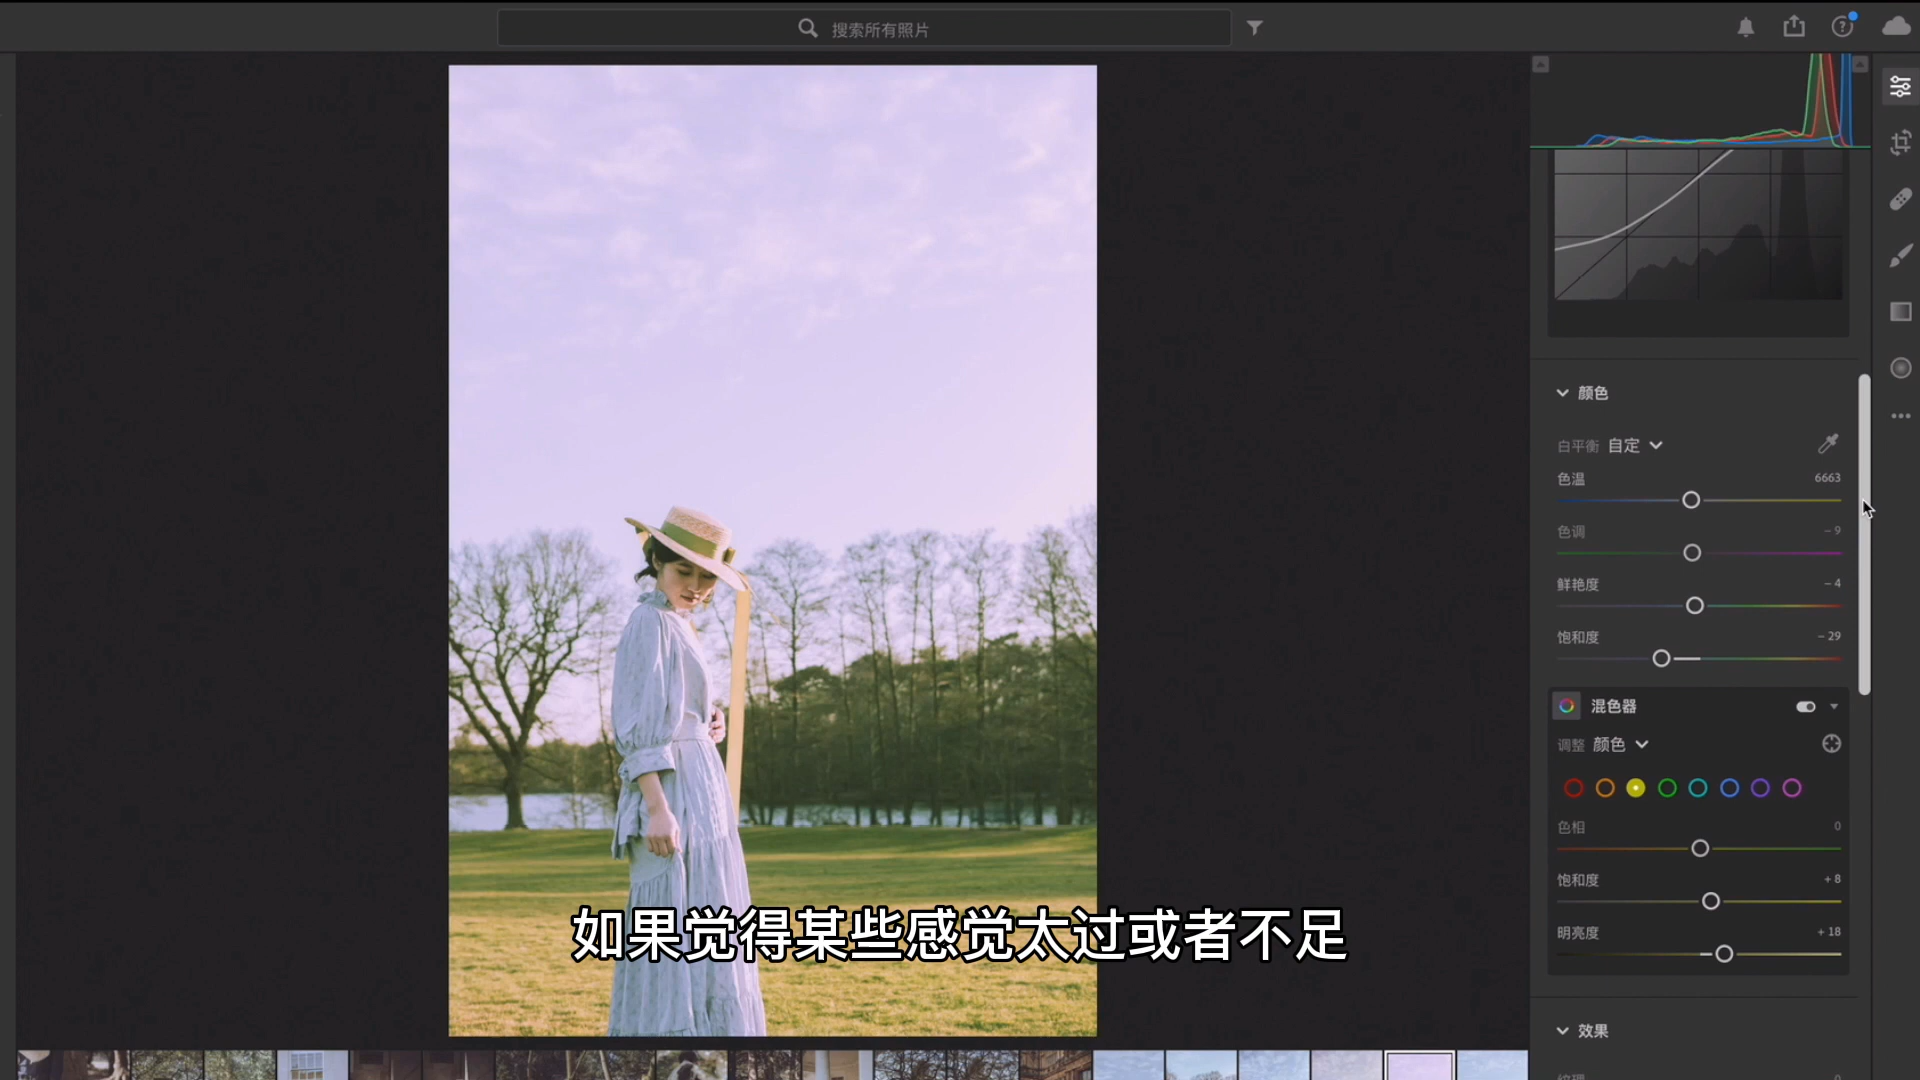 搜索所有照片
颜色
白平衡 自定
色温 6663
色调 – 9
鲜艳度 – 4
饱和度 – 29
混色器
调整 颜色
色相 0
饱和度 + 8
明亮度 + 18
如果觉得某些感觉太过或者不足
效果